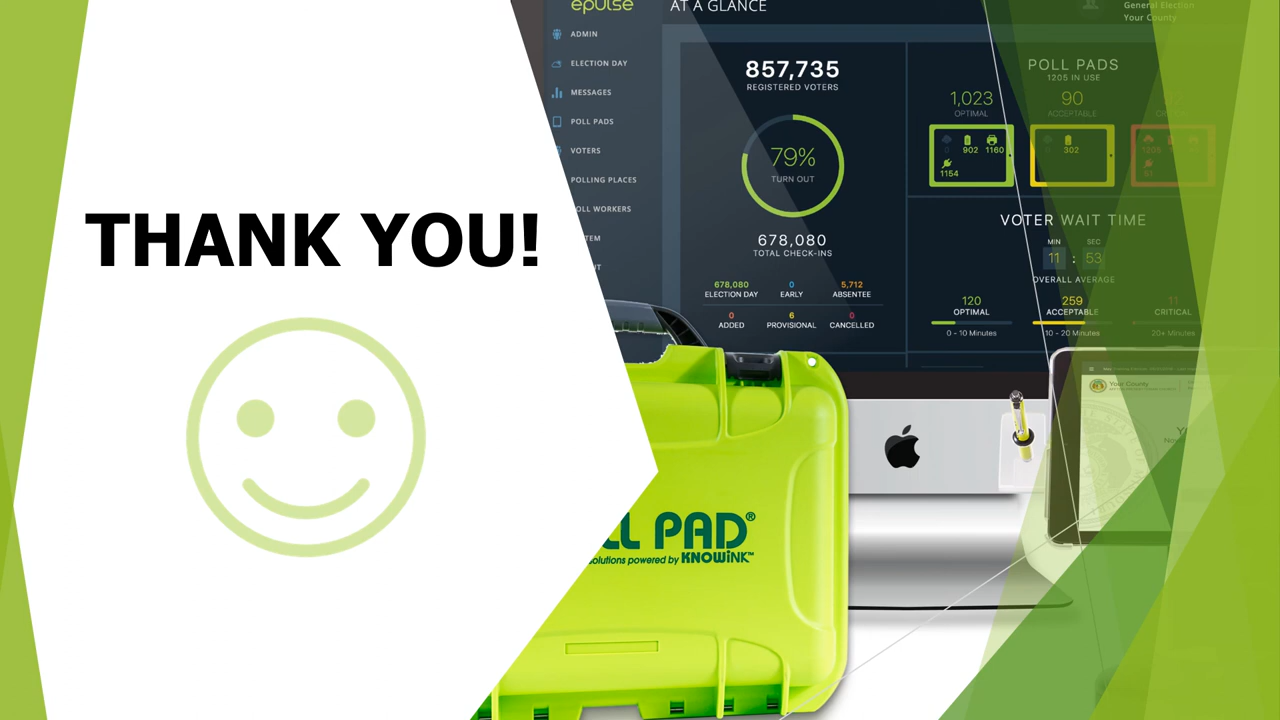 THANK YOU!
epulse
AT A GLANCE
General Election
Your County
ADMIN
ELECTION DAY
MESSAGES
POLL PADS
VOTERS
POLLING PLACES
OLL WORKERS
TEM
857,735
REGISTERED VOTERS
79%
TURN OUT
678,080
TOTAL CHECK-INS
678,080 0 5,712
ELECTION DAY EARLY ABSENTEE
0 6 0
ADDED PROVISIONAL CANCELLED
POLL PADS
1205 IN USE
1,023 90
OPTIMAL ACCEPTABLE
902 1160 302
1154
VOTER WAIT TIME
MIN SEC
11 : 53
OVERALL AVERAGE
120 259 11
OPTIMAL ACCEPTABLE CRITICAL
0 - 10 Minutes 10 - 20 Minutes 20+ Minutes
Your County
LL PAD®
solutions powered by KNOWiNK™